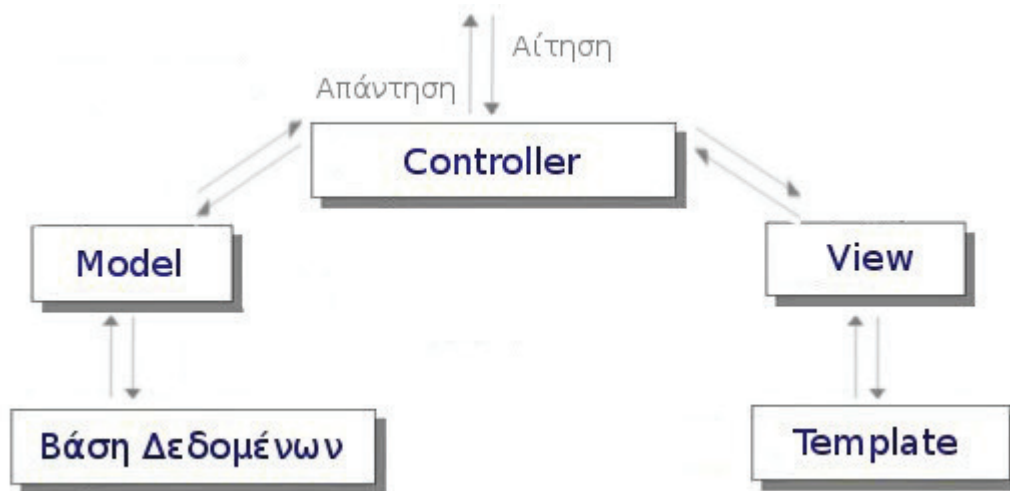 Αίτηση
Απάντηση
Controller
Model
View
Βάση Δεδομένων
Template